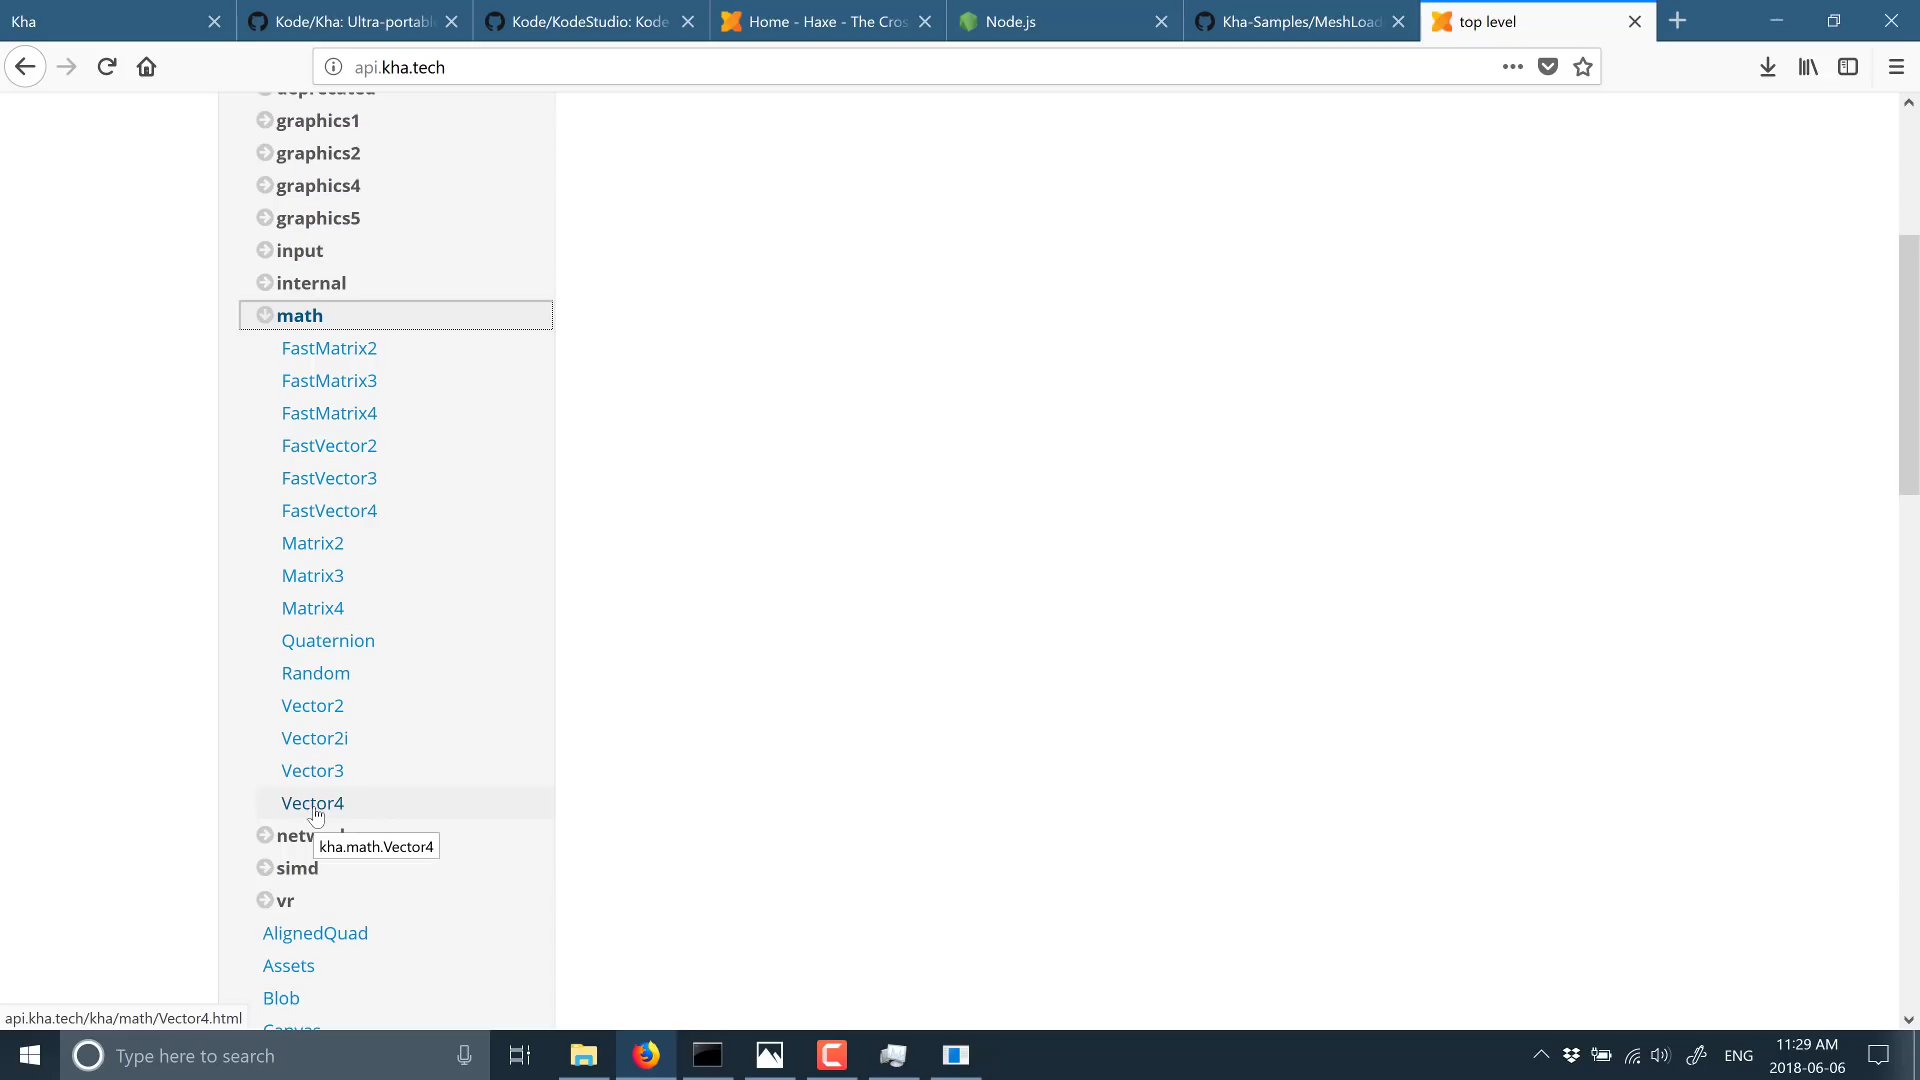 Kha
Kode/Kha: Ultra-portabl
Kode/KodeStudio: Kode
Home - Haxe - The Cros
Node.js
Kha-Samples/MeshLoad
top level
api.kha.tech
deprecated
graphics1
graphics2
graphics4
graphics5
input
internal
math
FastMatrix2
FastMatrix3
FastMatrix4
FastVector2
FastVector3
FastVector4
Matrix2
Matrix3
Matrix4
Quaternion
Random
Vector2
Vector2i
Vector3
Vector4
kha.math.Vector4
simd
vr
AlignedQuad
Assets
Blob
Canvas
api.kha.tech/kha/math/Vector4.html
Type here to search
ENG
11:29 AM
2018-06-06